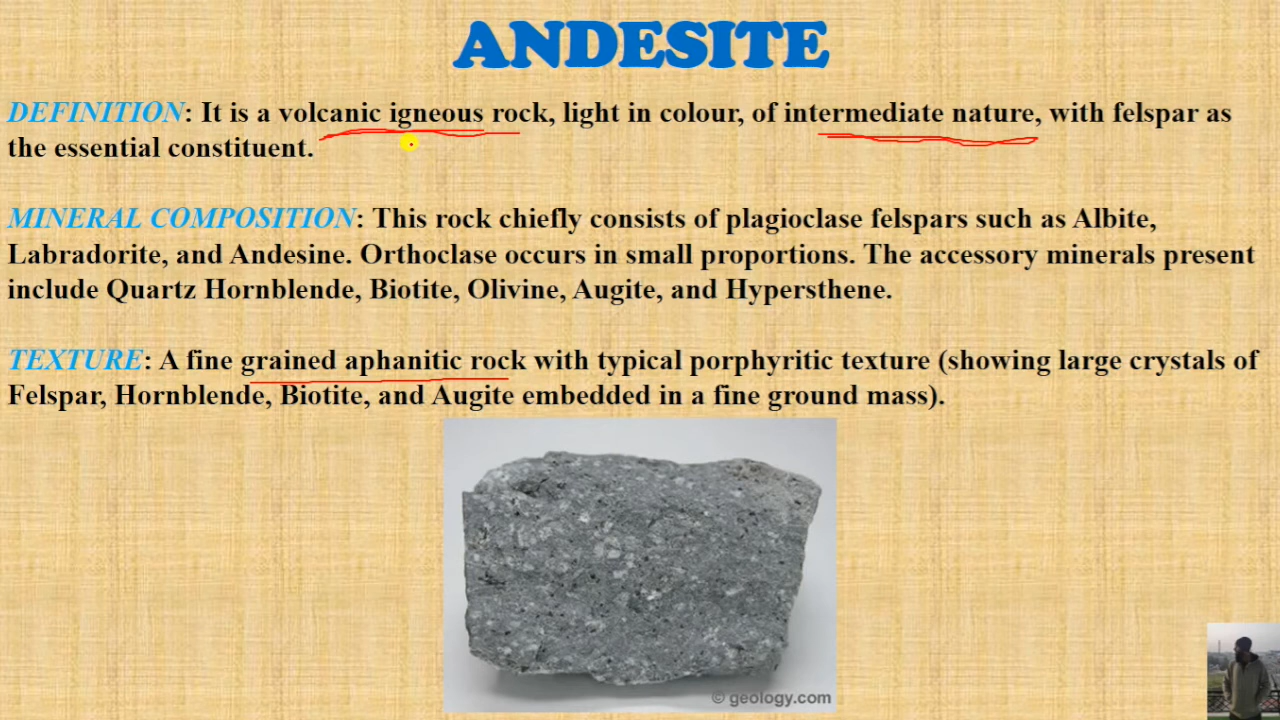 ANDESITE
DEFINITION: It is a volcanic igneous rock, light in colour, of intermediate nature, with felspar as
the essential constituent.
MINERAL COMPOSITION: This rock chiefly consists of plagioclase felspars such as Albite,
Labradorite, and Andesine. Orthoclase occurs in small proportions. The accessory minerals present
include Quartz Hornblende, Biotite, Olivine, Augite, and Hypersthene.
TEXTURE: A fine grained aphanitic rock with typical porphyritic texture (showing large crystals of
Felspar, Hornblende, Biotite, and Augite embedded in a fine ground mass).
© geology.com